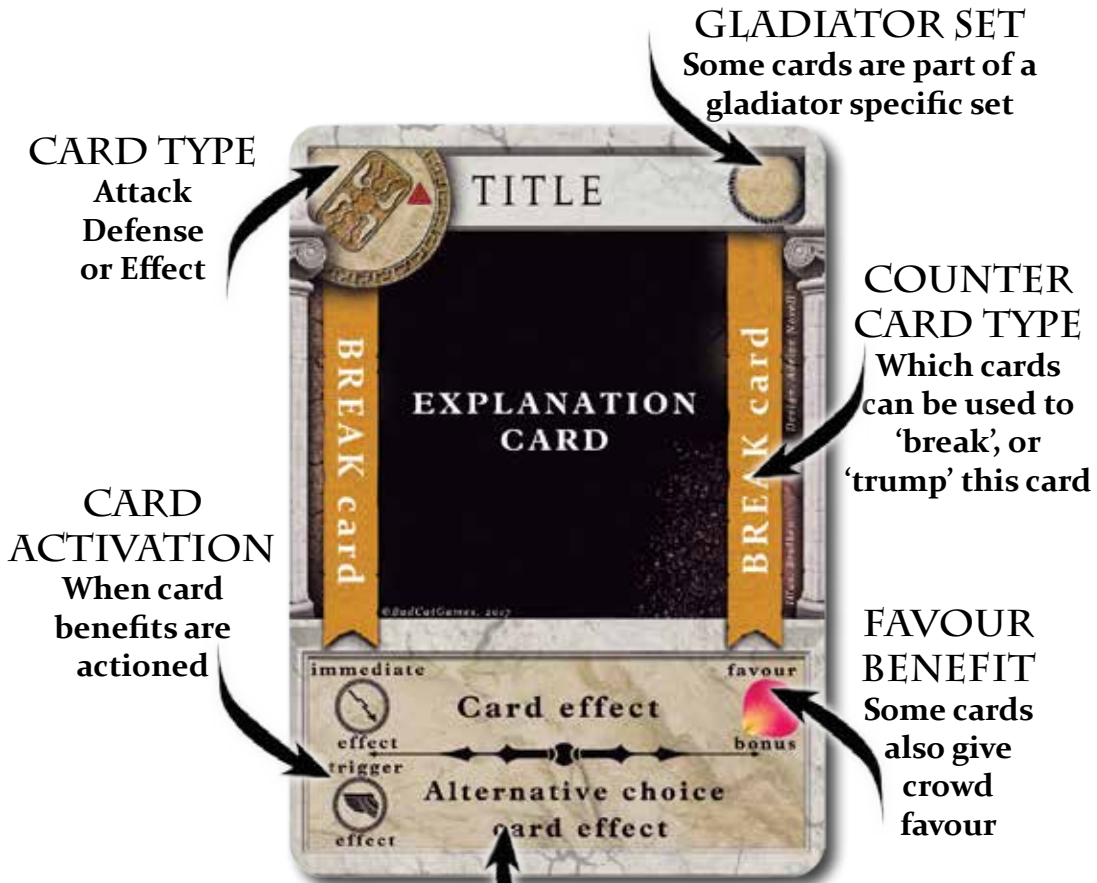 GLADIATOR SET
Some cards are part of a
gladiator specific set
CARD TYPE
Attack
Defense
or Effect
TITLE
COUNTER
CARD TYPE
Which cards
can be used to
‘break’, or
‘trump’ this card
BREAK card
EXPLANATION
CARD
BREAK card
©BadCatGames, 2017
CARD
ACTIVATION
When card
benefits are
actioned
FAVOUR
BENEFIT
Some cards
also give
crowd
favour
immediate
effect
Card effect
favour
bonus
trigger
effect
Alternative choice
card effect